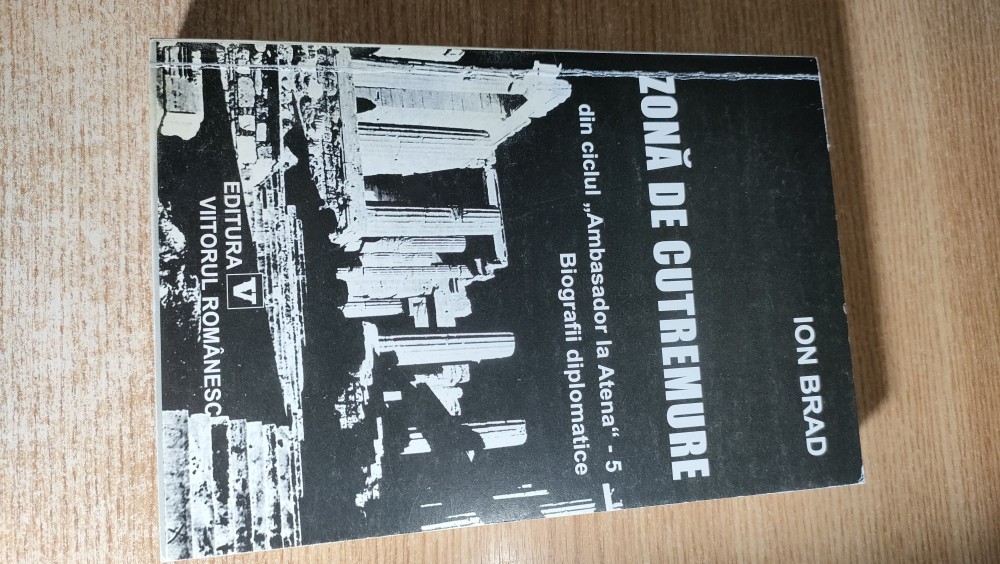 ION BRAD
ZONĂ DE CUTREMURE
din ciclul „Ambasador la Atena“ - 5
Biografii diplomatice
EDITURA V
VIITORUL ROMÂNESC